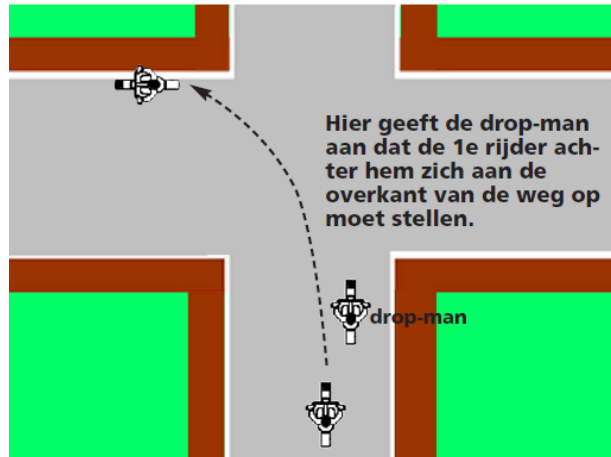 Hier geeft de drop-man
aan dat de 1e rijder ach-
ter hem zich aan de
overkant van de weg op
moet stellen.
drop-man